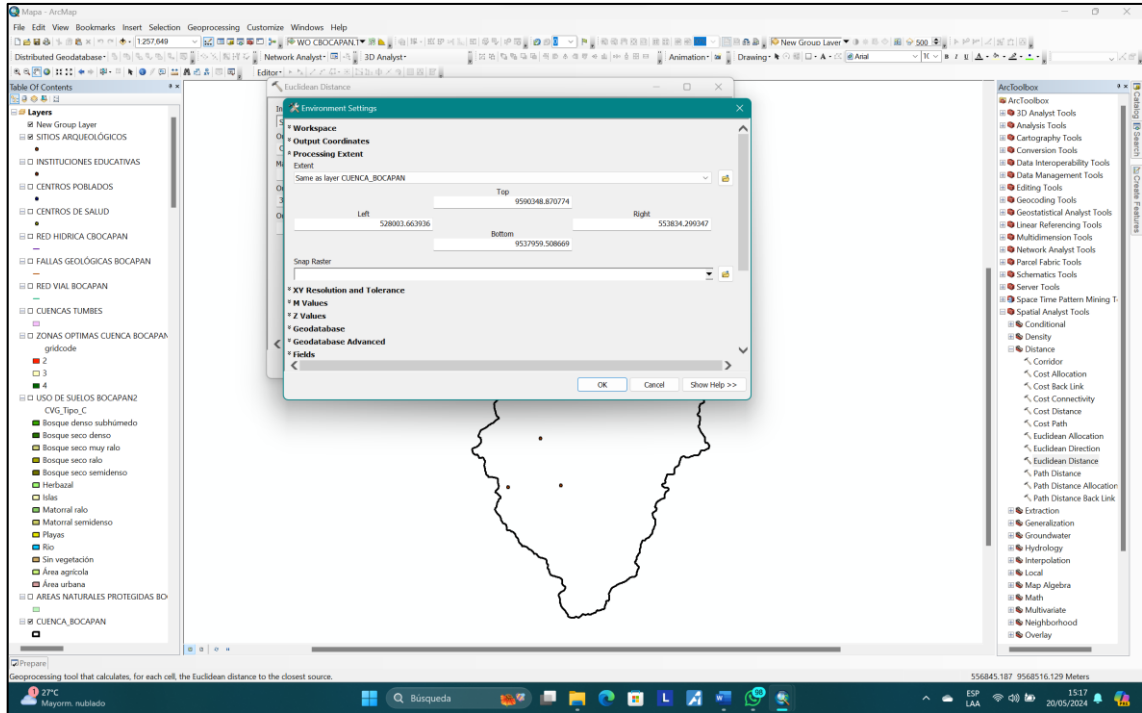 Mapa - ArcMap
File Edit View Bookmarks Insert Selection Geoprocessing Customize Windows Help
1:257,649
WO CBOCAPAN.T
New Group Layer
500
Distributed Geodatabase
Network Analyst
3D Analyst
Animation
Drawing
A
Arial
10
B I U A
Editor
Table Of Contents
Layers
New Group Layer
SITIOS ARQUEOLÓGICOS
INSTITUCIONES EDUCATIVAS
CENTROS POBLADOS
CENTROS DE SALUD
RED HIDRICA CBOCAPAN
FALLAS GEOLÓGICAS BOCAPAN
RED VIAL BOCAPAN
CUENCAS TUMBES
ZONAS OPTIMAS CUENCA BOCAPAN
gridcode
2
3
4
USO DE SUELOS BOCAPAN2
CVG_Tipo_C
Bosque denso subhúmedo
Bosque seco denso
Bosque seco muy ralo
Bosque seco ralo
Bosque seco semidenso
Herbazal
Islas
Matorral ralo
Matorral semidenso
Playas
Rio
Sin vegetación
Área agrícola
Área urbana
AREAS NATURALES PROTEGIDAS BO
CUENCA_BOCAPAN
Euclidean Distance
Environment Settings
Workspace
Output Coordinates
Processing Extent
Extent
Same as layer CUENCA_BOCAPAN
Top
9590348.870774
Left
Right
528003.663936
553834.299347
Bottom
9537959.508669
Snap Raster
XY Resolution and Tolerance
M Values
Z Values
Geodatabase
Geodatabase Advanced
Fields
OK Cancel Show Help >>
ArcToolbox
ArcToolbox
3D Analyst Tools
Analysis Tools
Cartography Tools
Conversion Tools
Data Interoperability Tools
Data Management Tools
Editing Tools
Geocoding Tools
Geostatistical Analyst Tools
Linear Referencing Tools
Multidimension Tools
Network Analyst Tools
Parcel Fabric Tools
Schematics Tools
Server Tools
Space Time Pattern Mining T
Spatial Analyst Tools
Conditional
Density
Distance
Corridor
Cost Allocation
Cost Back Link
Cost Connectivity
Cost Distance
Cost Path
Euclidean Allocation
Euclidean Direction
Euclidean Distance
Path Distance
Path Distance Allocation
Path Distance Back Link
Extraction
Generalization
Groundwater
Hydrology
Interpolation
Local
Map Algebra
Math
Multivariate
Neighborhood
Overlay
Catalog
Search
Create Features
Prepare
Geoprocessing tool that calculates, for each cell, the Euclidean distance to the closest source.
556845.187 9568516.129 Meters
1
27°C
Mayorm. nublado
Búsqueda
L
98
ESP
LAA
15:17
20/05/2024